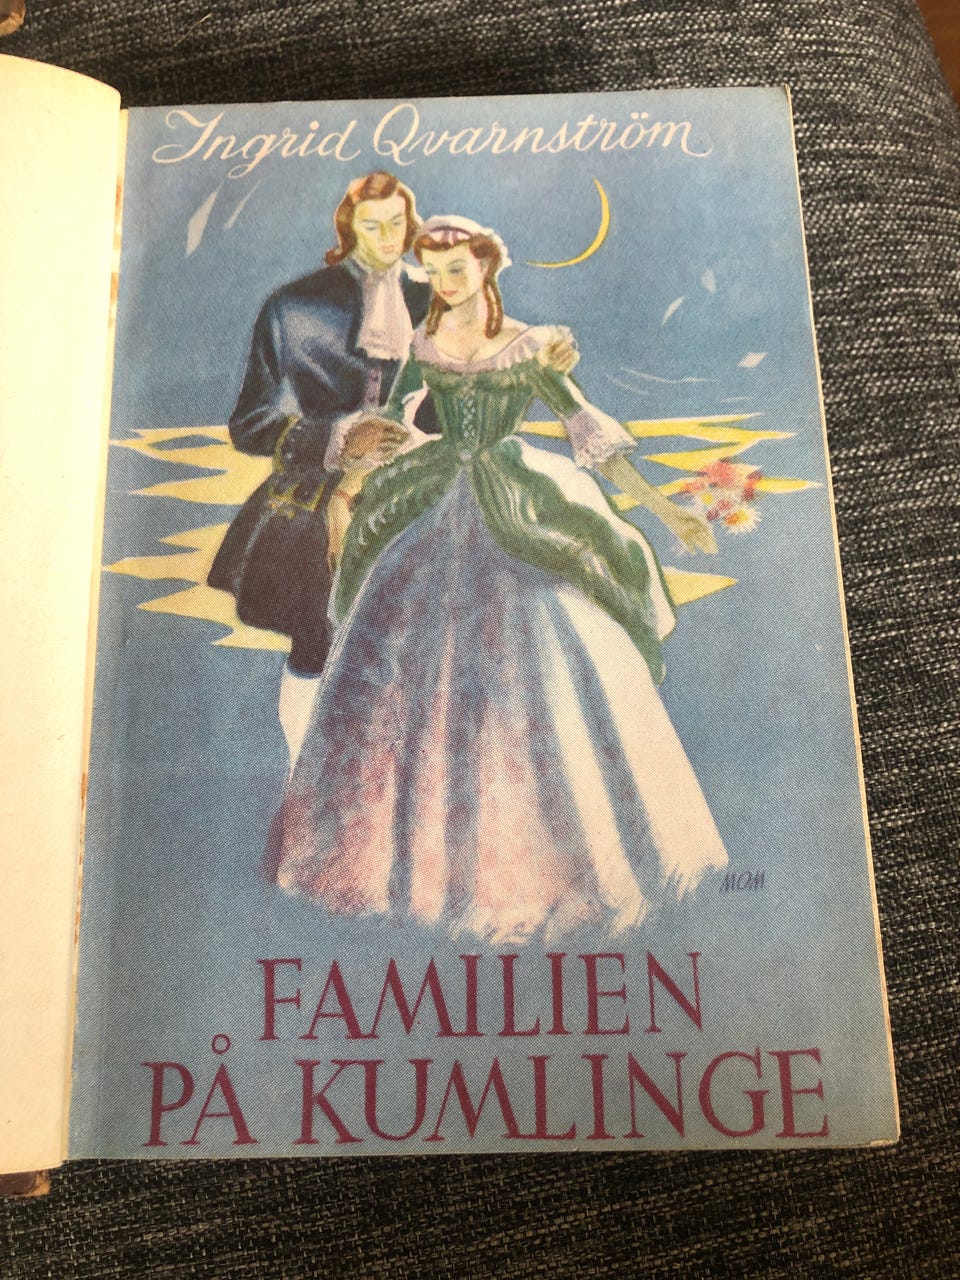 Ingrid Qvarnström
MOM
FAMILIEN
PÅ KUMLINGE